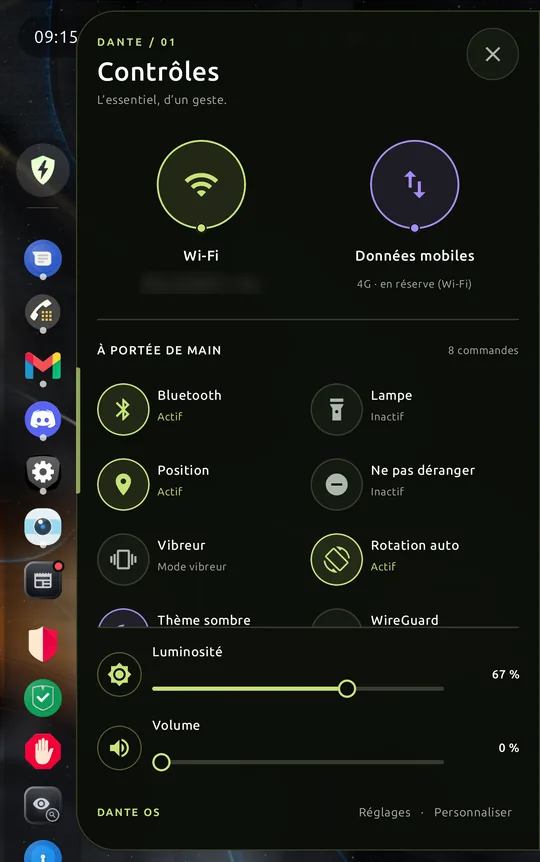 09:15
DANTE / 01
Contrôles
L'essentiel, d'un geste.
Wi-Fi
Données mobiles
4G · en réserve (Wi-Fi)
À PORTÉE DE MAIN
8 commandes
Bluetooth
Actif
Lampe
Inactif
Position
Actif
Ne pas déranger
Inactif
Vibreur
Mode vibreur
Rotation auto
Actif
Thème sombre
WireGuard
Luminosité
67 %
Volume
0 %
DANTE OS
Réglages · Personnaliser